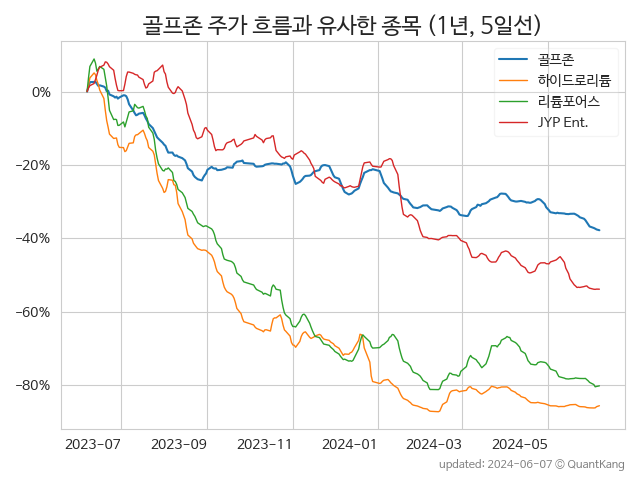 골프존 주가 흐름과 유사한 종목 (1년, 5일선)
골프존
하이드로리튬
리튬포어스
JYP Ent.
0%
−20%
−40%
−60%
−80%
2023-07 2023-09 2023-11 2024-01 2024-03 2024-05
updated: 2024-06-07 © QuantKang